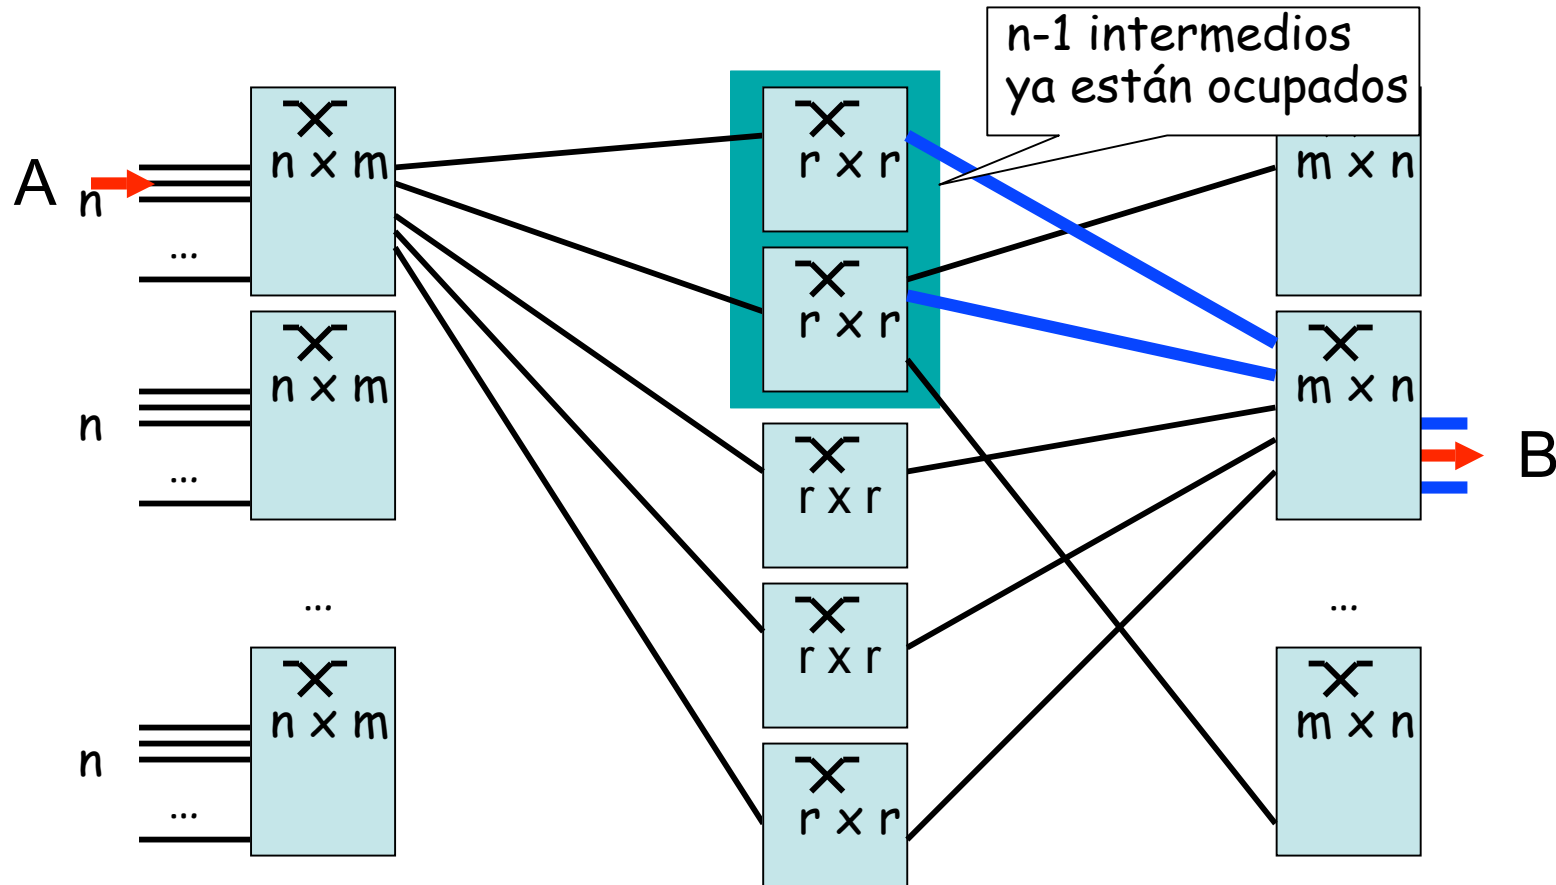 n-1 intermedios
ya están ocupados
A
n
...
n x m
n
...
n x m
...
n
...
n x m
r x r
r x r
r x r
r x r
r x r
m x n
m x n
B
...
m x n